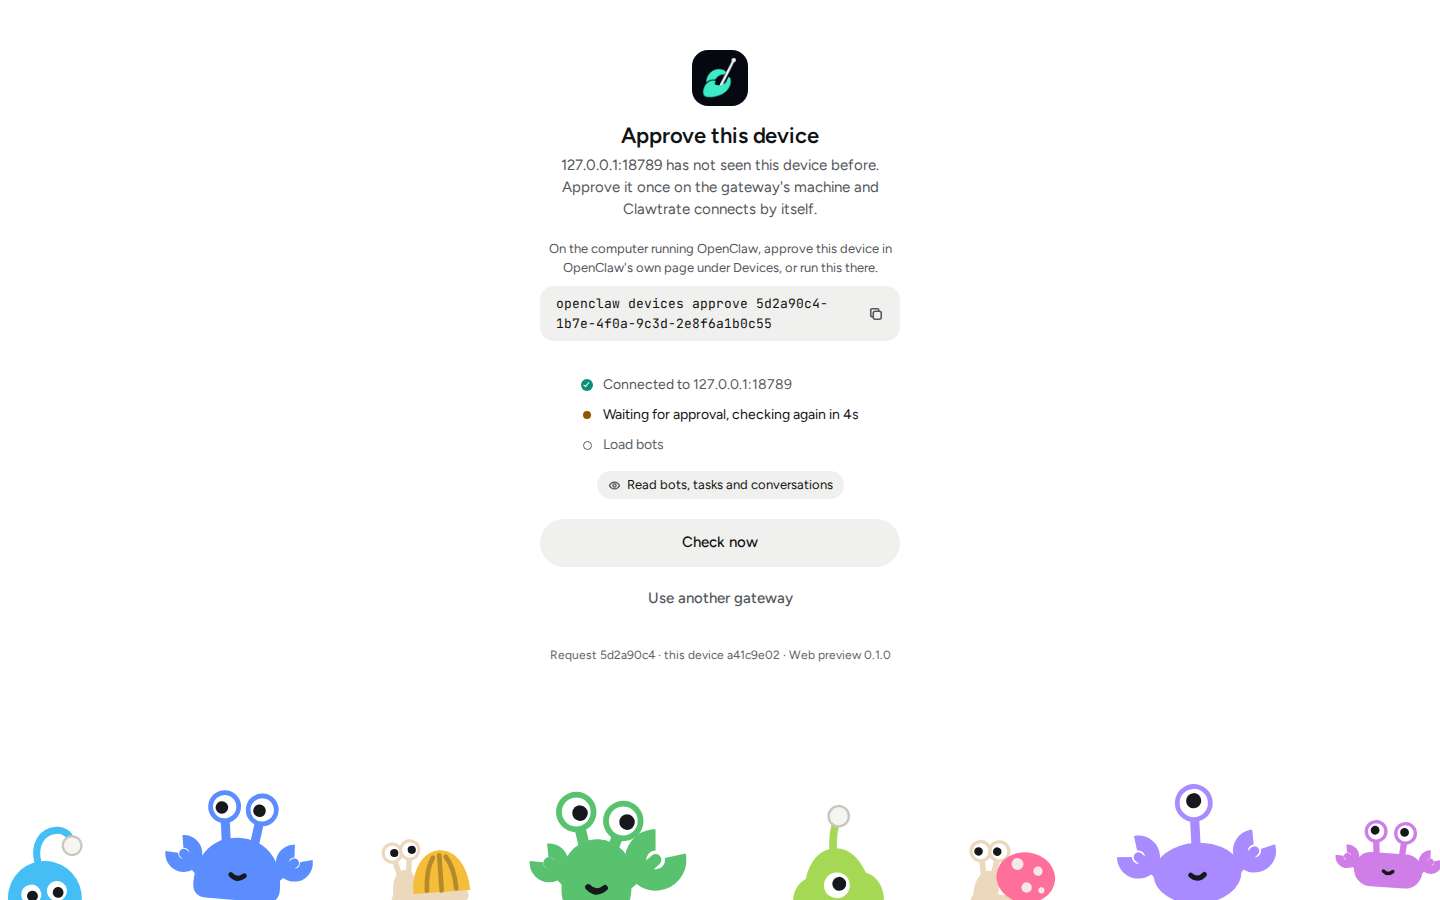 Approve this device
127.0.0.1:18789 has not seen this device before.
Approve it once on the gateway's machine and
Clawtrate connects by itself.
On the computer running OpenClaw, approve this device in
OpenClaw's own page under Devices, or run this there.
openclaw devices approve 5d2a90c4-
1b7e-4f0a-9c3d-2e8f6a1b0c55
Connected to 127.0.0.1:18789
Waiting for approval, checking again in 4s
Load bots
Read bots, tasks and conversations
Check now
Use another gateway
Request 5d2a90c4 · this device a41c9e02 · Web preview 0.1.0